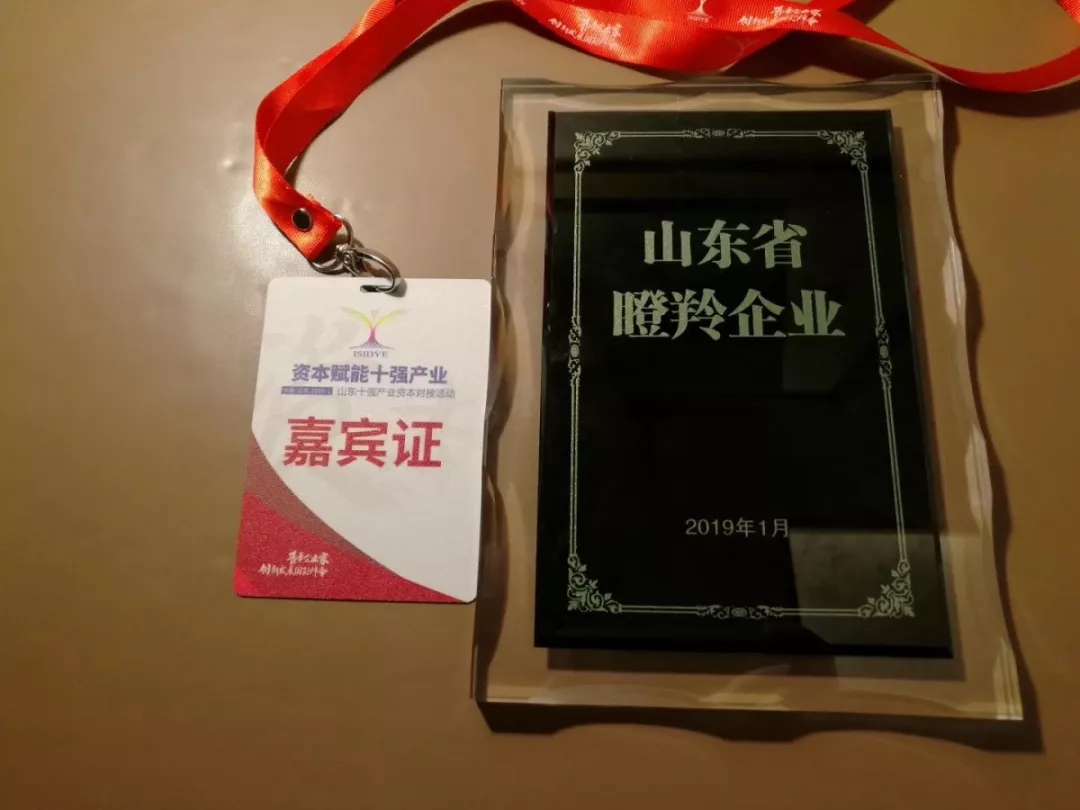 ISIDYE
资本赋能十强产业
山东十强产业资本对接活动
嘉宾证
山东省
瞪羚企业
2019年1月